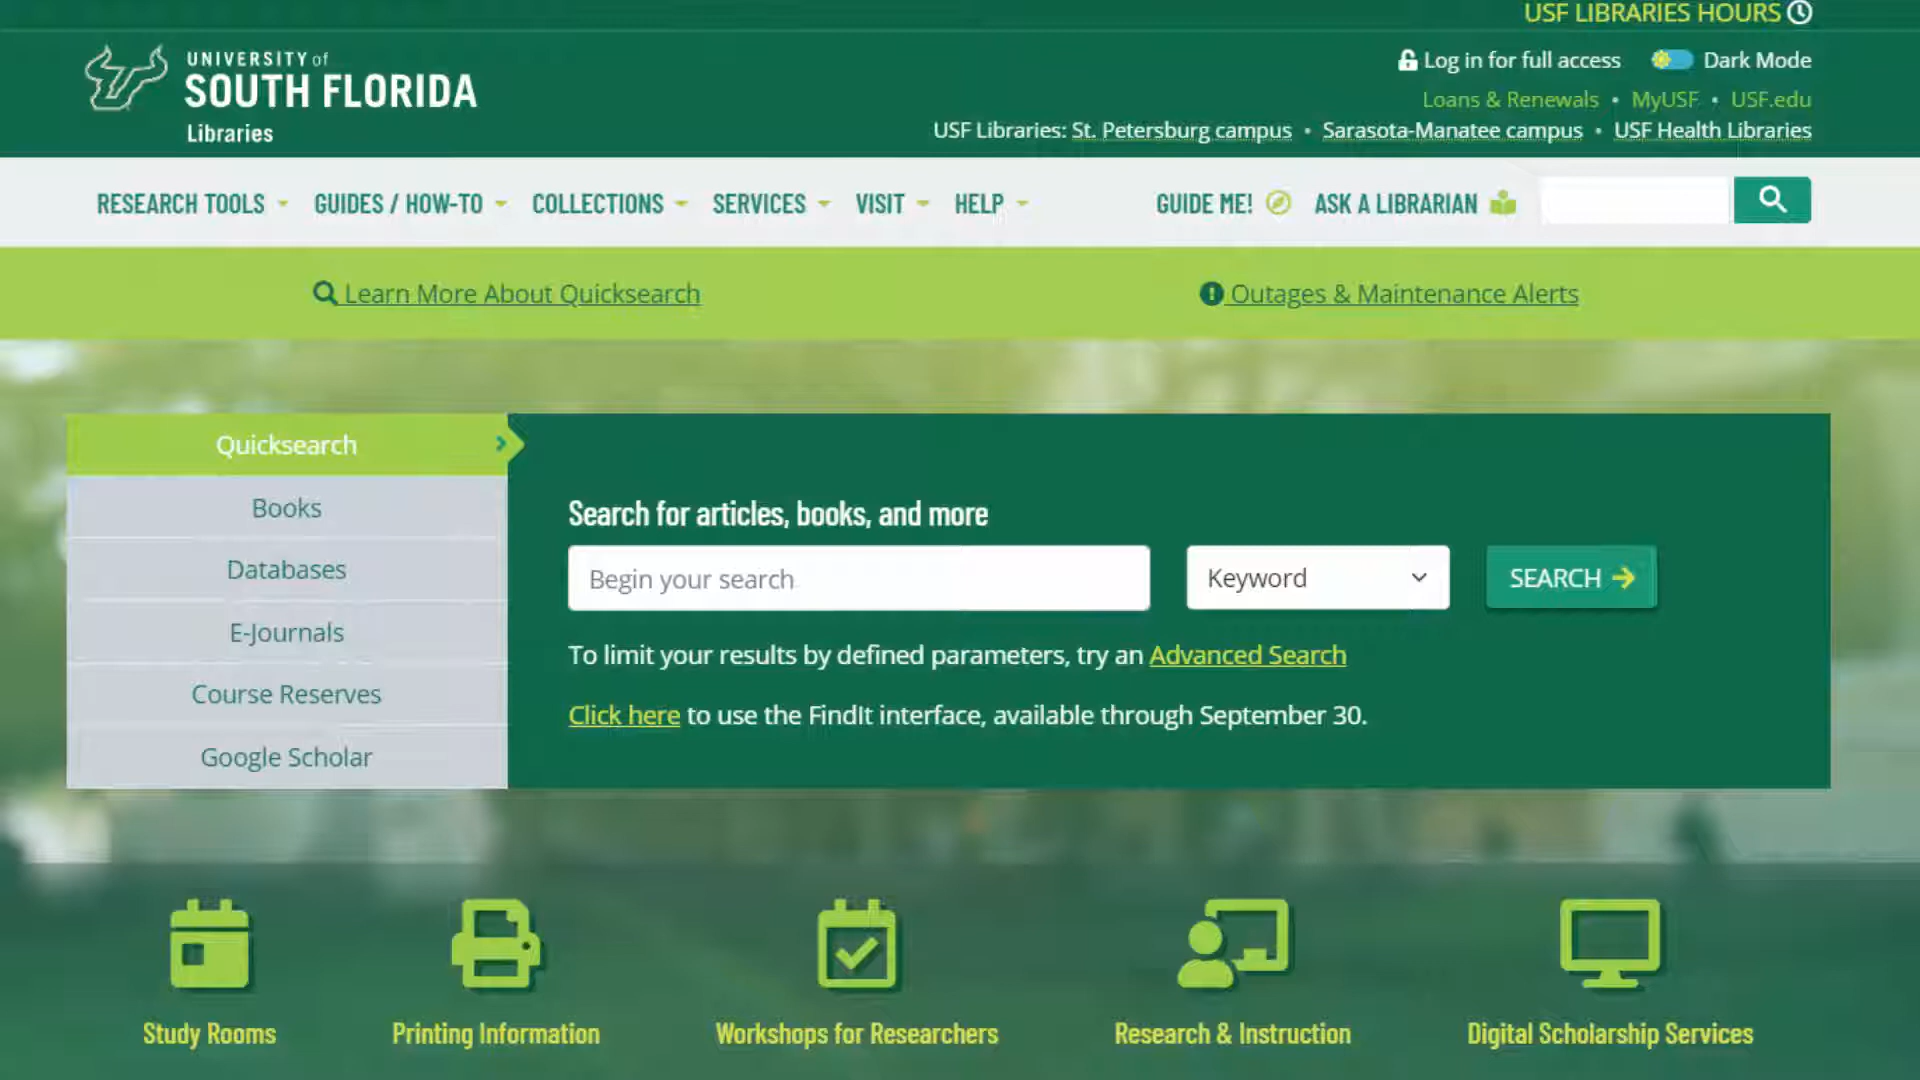 USF LIBRARIES HOURS
UNIVERSITY of
SOUTH FLORIDA
Libraries
Log in for full access Dark Mode
Loans & Renewals • MyUSF • USF.edu
USF Libraries: St. Petersburg campus • Sarasota-Manatee campus • USF Health Libraries
RESEARCH TOOLS GUIDES / HOW-TO COLLECTIONS SERVICES VISIT HELP GUIDE ME! ASK A LIBRARIAN
Learn More About Quicksearch Outages & Maintenance Alerts
Quicksearch
Books
Databases
E-Journals
Course Reserves
Google Scholar
Search for articles, books, and more
Begin your search Keyword SEARCH
To limit your results by defined parameters, try an Advanced Search
Click here to use the FindIt interface, available through September 30.
Study Rooms Printing Information Workshops for Researchers Research & Instruction Digital Scholarship Services